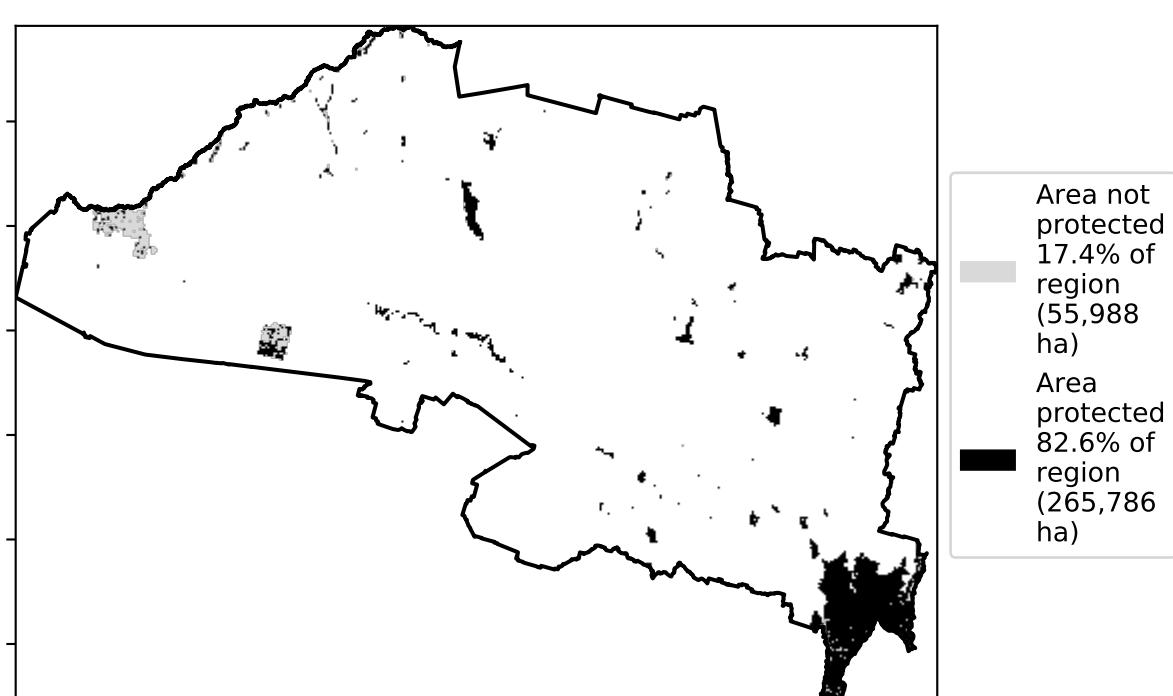 Area not
protected
17.4% of
region
(55,988
ha)
Area
protected
82.6% of
region
(265,786
ha)